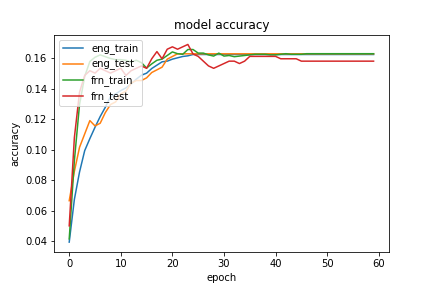 model accuracy
eng_train
eng_test
frn_train
frn_test
accuracy
0.16
0.14
0.12
0.10
0.08
0.06
0.04
0 10 20 30 40 50 60
epoch